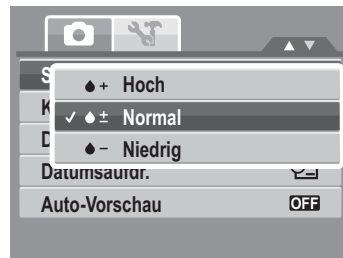 Hoch
Normal
Niedrig
Datumsaufdr.
Auto-Vorschau OFF